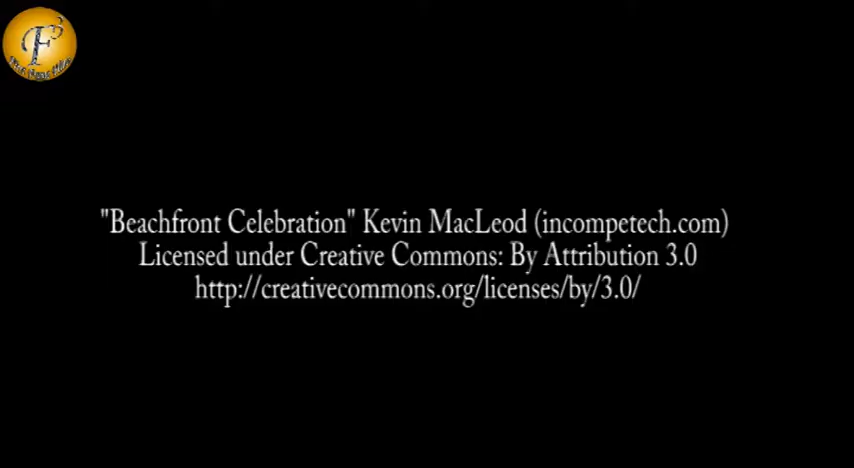 F
"Beachfront Celebration" Kevin MacLeod (incompetech.com)
Licensed under Creative Commons: By Attribution 3.0
http://creativecommons.org/licenses/by/3.0/